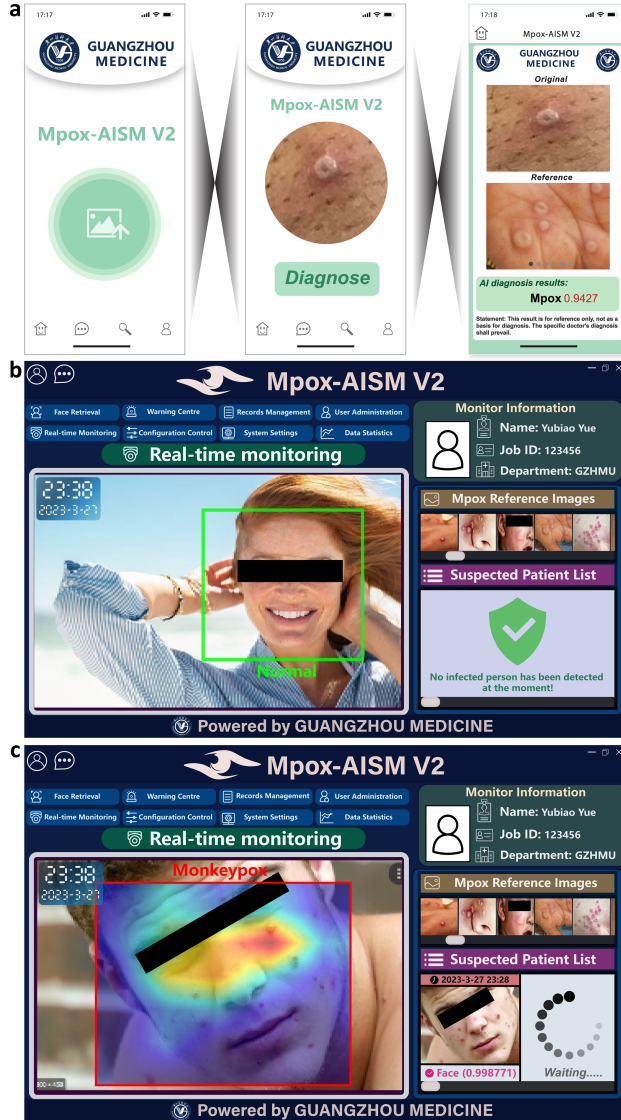 a
17:17
GUANGZHOU
MEDICINE
Mpox-AISM V2
17:17
GUANGZHOU
MEDICINE
Mpox-AISM V2
Diagnose
17:18
Mpox-AISM V2
GUANGZHOU
MEDICINE
Original
Reference
AI diagnosis results:
Mpox 0.9427
Statement: This result is for reference only, not as a
basis for diagnosis. The specific doctor's diagnosis
shall prevail.
b
Mpox-AISM V2
Face Retrieval
Warning Centre
Records Management
User Administration
Real-time Monitoring
Configuration Control
System Settings
Data Statistics
Real-time monitoring
23:38
2023-3-27
Normal
Monitor Information
Name: Yubiao Yue
Job ID: 123456
Department: GZHMU
Mpox Reference Images
Suspected Patient List
No infected person has been detected
at the moment!
Powered by GUANGZHOU MEDICINE
c
Mpox-AISM V2
Face Retrieval
Warning Centre
Records Management
User Administration
Real-time Monitoring
Configuration Control
System Settings
Data Statistics
Real-time monitoring
23:38
2023-3-27
Monkeypox
Monitor Information
Name: Yubiao Yue
Job ID: 123456
Department: GZHMU
Mpox Reference Images
Suspected Patient List
2023-3-27 23:28
Face (0.998771)
Waiting.....
Powered by GUANGZHOU MEDICINE